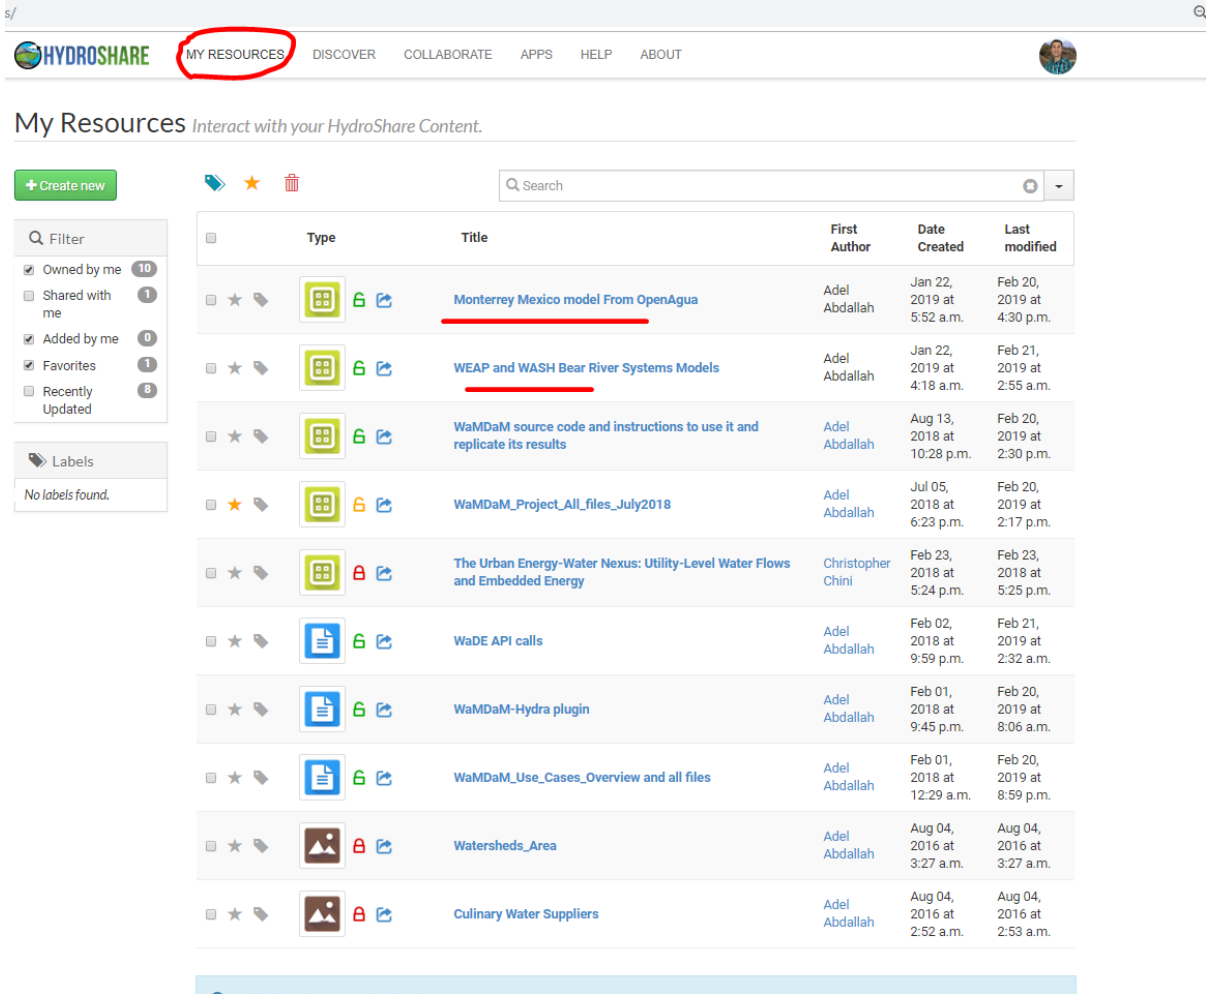 s/
HYDROSHARE MY RESOURCES DISCOVER COLLABORATE APPS HELP ABOUT
My Resources Interact with your HydroShare Content.
Create new
Search
Filter
Owned by me 10
Shared with 1
me
Added by me 0
Favorites 1
Recently 8
Updated
Labels
No labels found.
Type Title First Author Date Created Last modified
Monterrey Mexico model From OpenAgua
Adel
Abdallah
Jan 22,
2019 at
5:52 a.m.
Feb 20,
2019 at
4:30 p.m.
WEAP and WASH Bear River Systems Models
Adel
Abdallah
Jan 22,
2019 at
4:18 a.m.
Feb 21,
2019 at
2:55 a.m.
WaMDaM source code and instructions to use it and
replicate its results
Adel
Abdallah
Aug 13,
2018 at
10:28 p.m.
Feb 20,
2019 at
2:30 p.m.
WaMDaM_Project_All_files_July2018
Adel
Abdallah
Jul 05,
2018 at
6:23 p.m.
Feb 20,
2019 at
2:17 p.m.
The Urban Energy-Water Nexus: Utility-Level Water Flows
and Embedded Energy
Christopher
Chini
Feb 23,
2018 at
5:24 p.m.
Feb 23,
2018 at
5:25 p.m.
WaDE API calls
Adel
Abdallah
Feb 02,
2018 at
9:59 p.m.
Feb 21,
2019 at
2:32 a.m.
WaMDaM-Hydra plugin
Adel
Abdallah
Feb 01,
2018 at
9:45 p.m.
Feb 20,
2019 at
8:06 a.m.
WaMDaM_Use_Cases_Overview and all files
Adel
Abdallah
Feb 01,
2018 at
12:29 a.m.
Feb 20,
2019 at
8:59 p.m.
Watersheds_Area
Adel
Abdallah
Aug 04,
2016 at
3:27 a.m.
Aug 04,
2016 at
3:27 a.m.
Culinary Water Suppliers
Adel
Abdallah
Aug 04,
2016 at
2:52 a.m.
Aug 04,
2016 at
2:53 a.m.